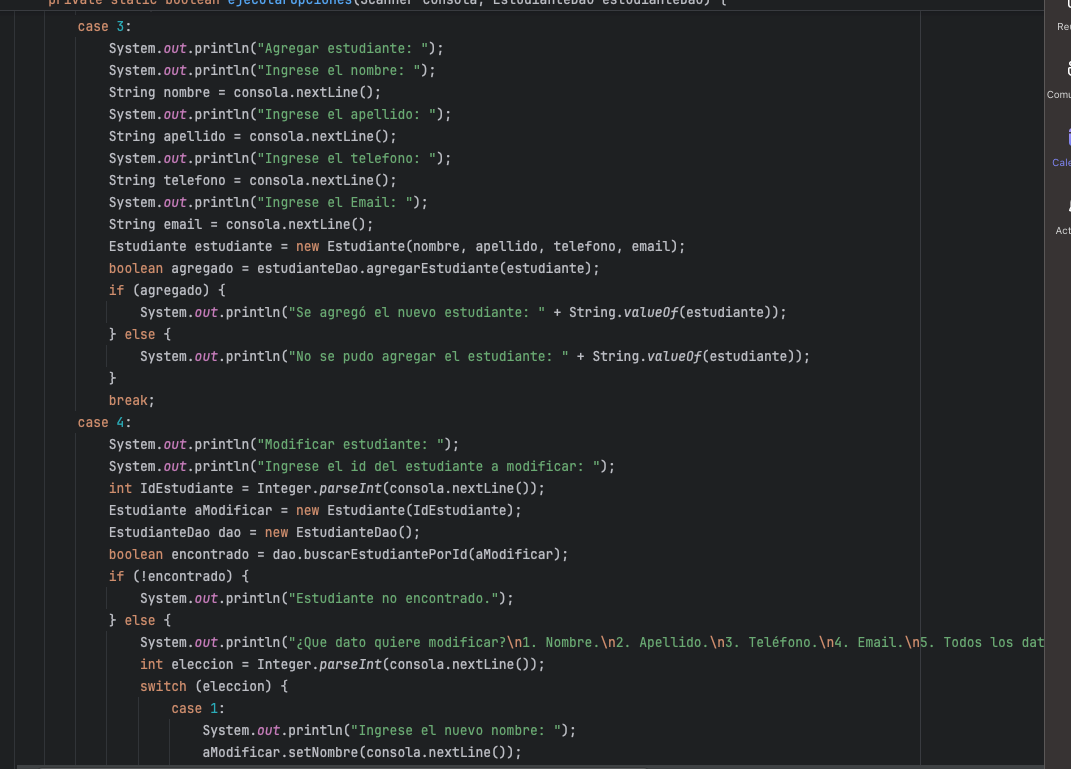 private static boolean ejecutarOpciones(Scanner consola, EstudianteDao estudianteDao) {
case 3:
System.out.println("Agregar estudiante: ");
System.out.println("Ingrese el nombre: ");
String nombre = consola.nextLine();
System.out.println("Ingrese el apellido: ");
String apellido = consola.nextLine();
System.out.println("Ingrese el telefono: ");
String telefono = consola.nextLine();
System.out.println("Ingrese el Email: ");
String email = consola.nextLine();
Estudiante estudiante = new Estudiante(nombre, apellido, telefono, email);
boolean agregado = estudianteDao.agregarEstudiante(estudiante);
if (agregado) {
System.out.println("Se agregó el nuevo estudiante: " + String.valueOf(estudiante));
} else {
System.out.println("No se pudo agregar el estudiante: " + String.valueOf(estudiante));
}
break;
case 4:
System.out.println("Modificar estudiante: ");
System.out.println("Ingrese el id del estudiante a modificar: ");
int IdEstudiante = Integer.parseInt(consola.nextLine());
Estudiante aModificar = new Estudiante(IdEstudiante);
EstudianteDao dao = new EstudianteDao();
boolean encontrado = dao.buscarEstudiantePorId(aModificar);
if (!encontrado) {
System.out.println("Estudiante no encontrado.");
} else {
System.out.println("¿Que dato quiere modificar?\n1. Nombre.\n2. Apellido.\n3. Teléfono.\n4. Email.\n5. Todos los dat
int eleccion = Integer.parseInt(consola.nextLine());
switch (eleccion) {
case 1:
System.out.println("Ingrese el nuevo nombre: ");
aModificar.setNombre(consola.nextLine());
Comu
Cale
Act